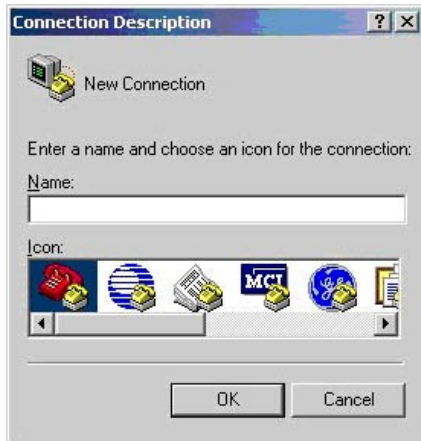 Connection Description
New Connection
Enter a name and choose an icon for the connection:
Name:
Icon:
MCI
OK
Cancel